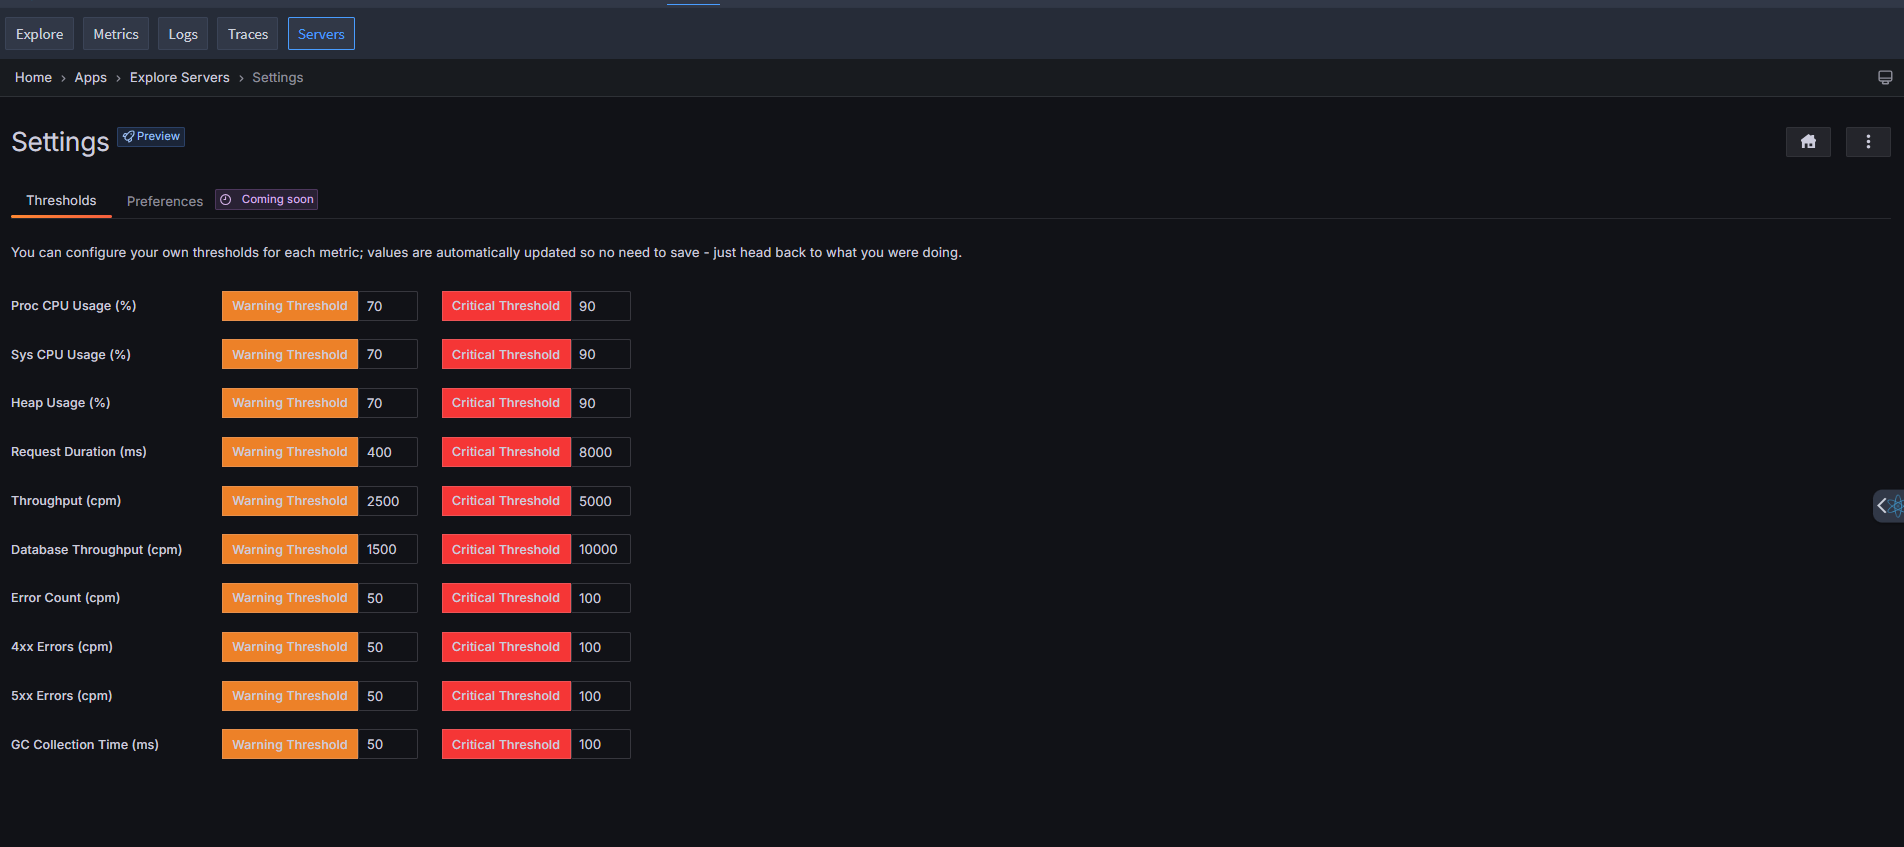 Explore Metrics Logs Traces Servers
Home › Apps › Explore Servers › Settings
Settings Preview
Thresholds Preferences Coming soon
You can configure your own thresholds for each metric; values are automatically updated so no need to save - just head back to what you were doing.
Proc CPU Usage (%) Warning Threshold 70 Critical Threshold 90
Sys CPU Usage (%) Warning Threshold 70 Critical Threshold 90
Heap Usage (%) Warning Threshold 70 Critical Threshold 90
Request Duration (ms) Warning Threshold 400 Critical Threshold 8000
Throughput (cpm) Warning Threshold 2500 Critical Threshold 5000
Database Throughput (cpm) Warning Threshold 1500 Critical Threshold 10000
Error Count (cpm) Warning Threshold 50 Critical Threshold 100
4xx Errors (cpm) Warning Threshold 50 Critical Threshold 100
5xx Errors (cpm) Warning Threshold 50 Critical Threshold 100
GC Collection Time (ms) Warning Threshold 50 Critical Threshold 100